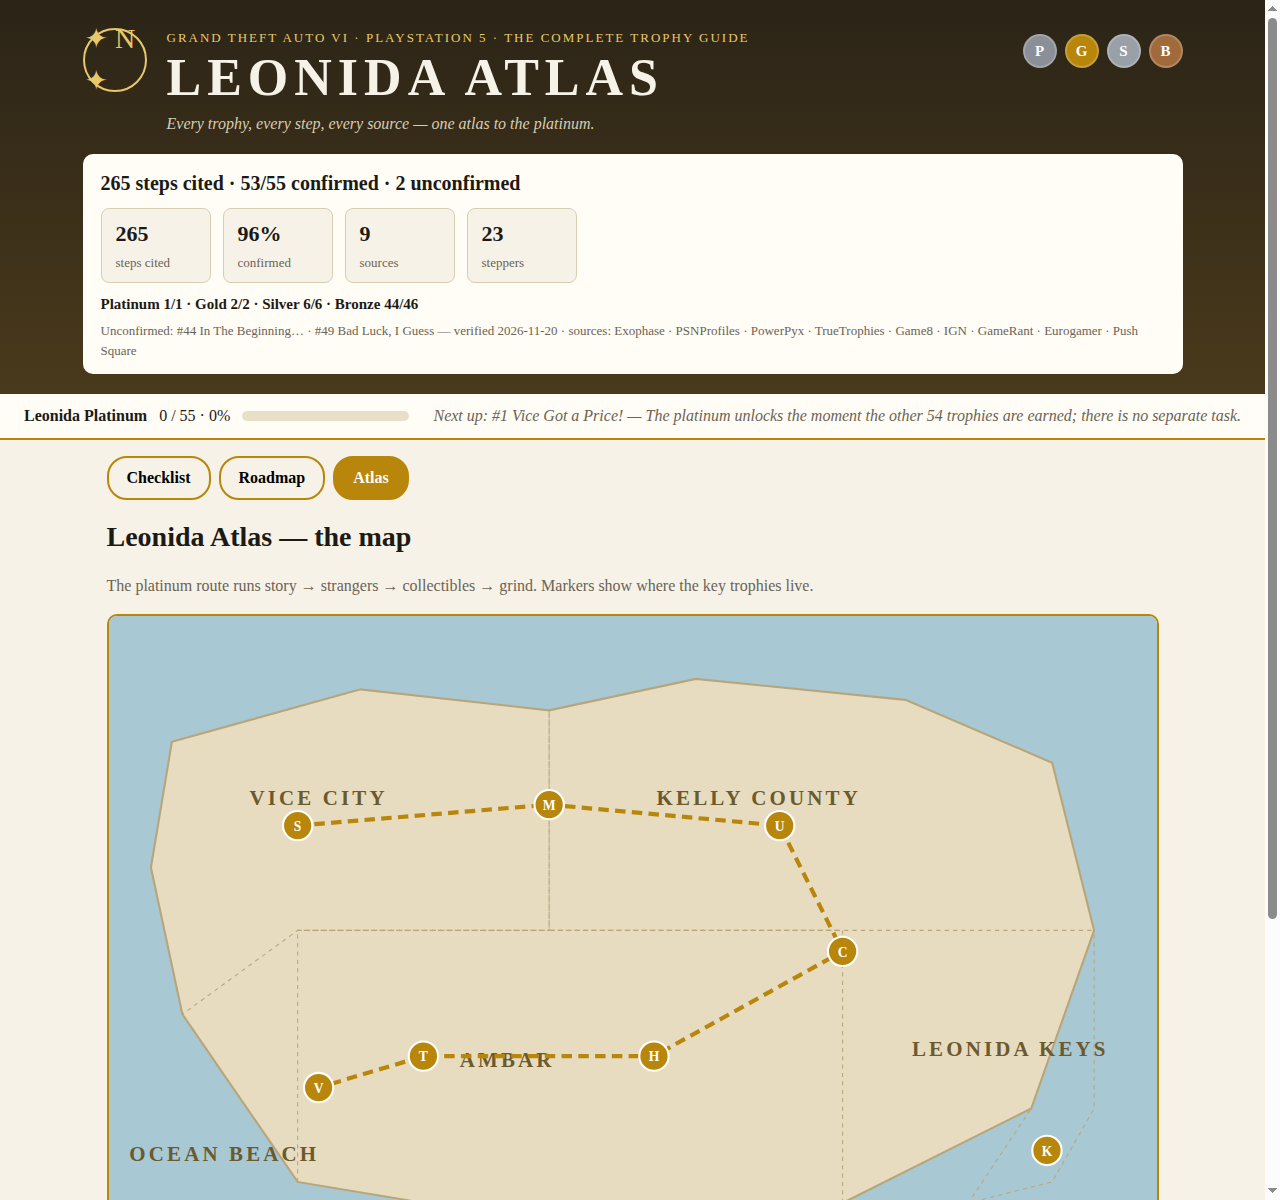 N
GRAND THEFT AUTO VI · PLAYSTATION 5 · THE COMPLETE TROPHY GUIDE
LEONIDA ATLAS
Every trophy, every step, every source — one atlas to the platinum.
P G S B
265 steps cited · 53/55 confirmed · 2 unconfirmed
265
steps cited
96%
confirmed
9
sources
23
steppers
Platinum 1/1 · Gold 2/2 · Silver 6/6 · Bronze 44/46
Unconfirmed: #44 In The Beginning… · #49 Bad Luck, I Guess — verified 2026-11-20 · sources: Exophase · PSNProfiles · PowerPyx · TrueTrophies · Game8 · IGN · GameRant · Eurogamer · Push
Square
Leonida Platinum 0 / 55 · 0%
Next up: #1 Vice Got a Price! — The platinum unlocks the moment the other 54 trophies are earned; there is no separate task.
Checklist Roadmap Atlas
Leonida Atlas — the map
The platinum route runs story → strangers → collectibles → grind. Markers show where the key trophies live.
VICE CITY
KELLY COUNTY
S
M
U
C
LEONIDA KEYS
T
AMBAR
H
V
OCEAN BEACH
K